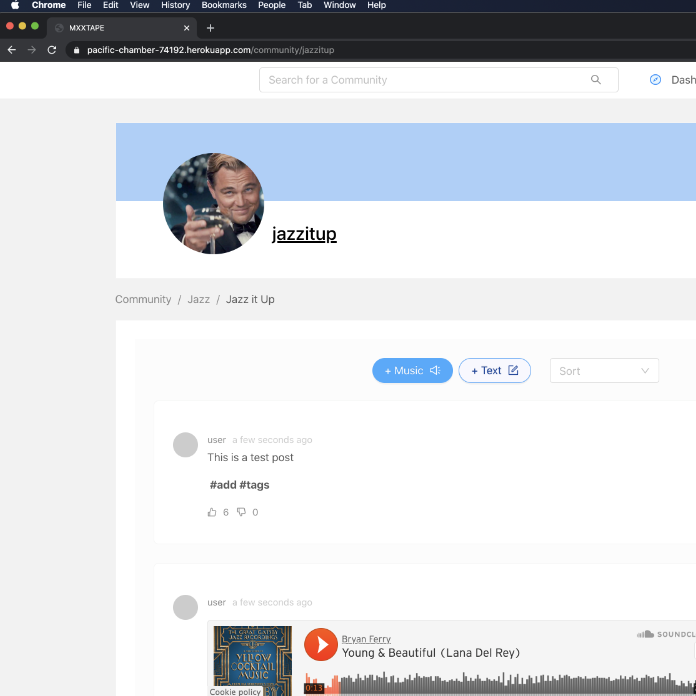 Chrome File Edit View History Bookmarks People Tab Window Help
MXXTAPE
pacific-chamber-74192.herokuapp.com/community/jazzitup
Search for a Community
Dash
jazzitup
Community / Jazz / Jazz it Up
+ Music
+ Text
Sort
user a few seconds ago
This is a test post
#add #tags
6 0
user a few seconds ago
THE GREAT GATSBY
JAZZ RECORDINGS
YELLOW
COCKTAIL
MUSIC
Cookie policy
Bryan Ferry
Young & Beautiful (Lana Del Rey)
SOUNDCL
0:13